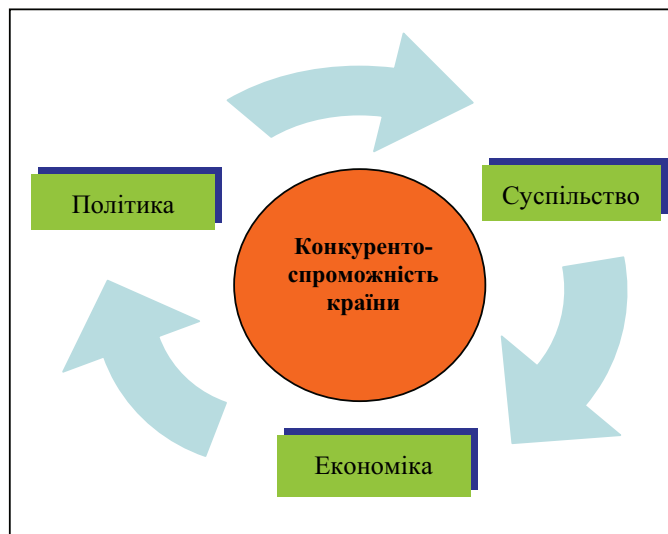 Політика
Суспільство
Конкуренто-
спроможність
країни
Економіка